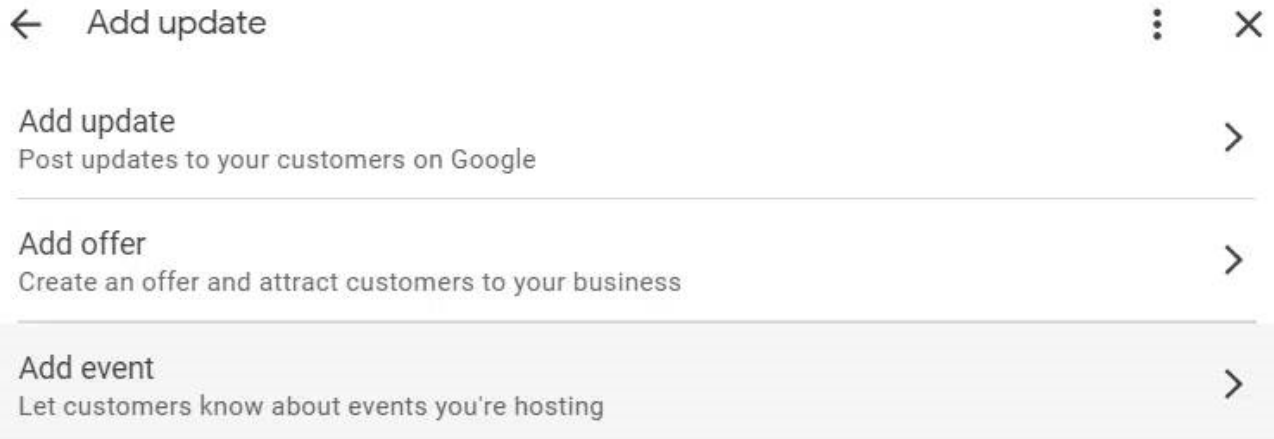 Add update
Add update
Post updates to your customers on Google
Add offer
Create an offer and attract customers to your business
Add event
Let customers know about events you're hosting